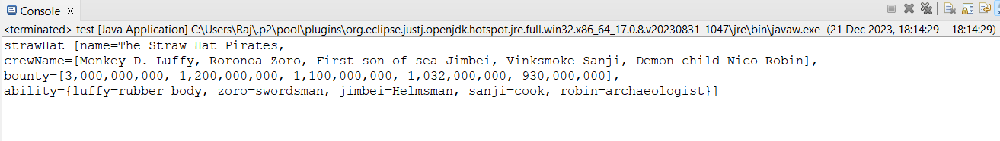 Console
<terminated> test [Java Application] C:\Users\Raj\.p2\pool\plugins\org.eclipse.justj.openjdk.hotspot.jre.full.win32.x86_64_17.0.8.v20230831-1047\jre\bin\javaw.exe (21 Dec 2023, 18:14:29 – 18:14:29)
strawHat [name=The Straw Hat Pirates,
crewName=[Monkey D. Luffy, Roronoa Zoro, First son of sea Jimbei, Vinksmoke Sanji, Demon child Nico Robin],
bounty=[3,000,000,000, 1,200,000,000, 1,100,000,000, 1,032,000,000, 930,000,000],
ability={luffy=rubber body, zoro=swordsman, jimbei=Helmsman, sanji=cook, robin=archaeologist}]